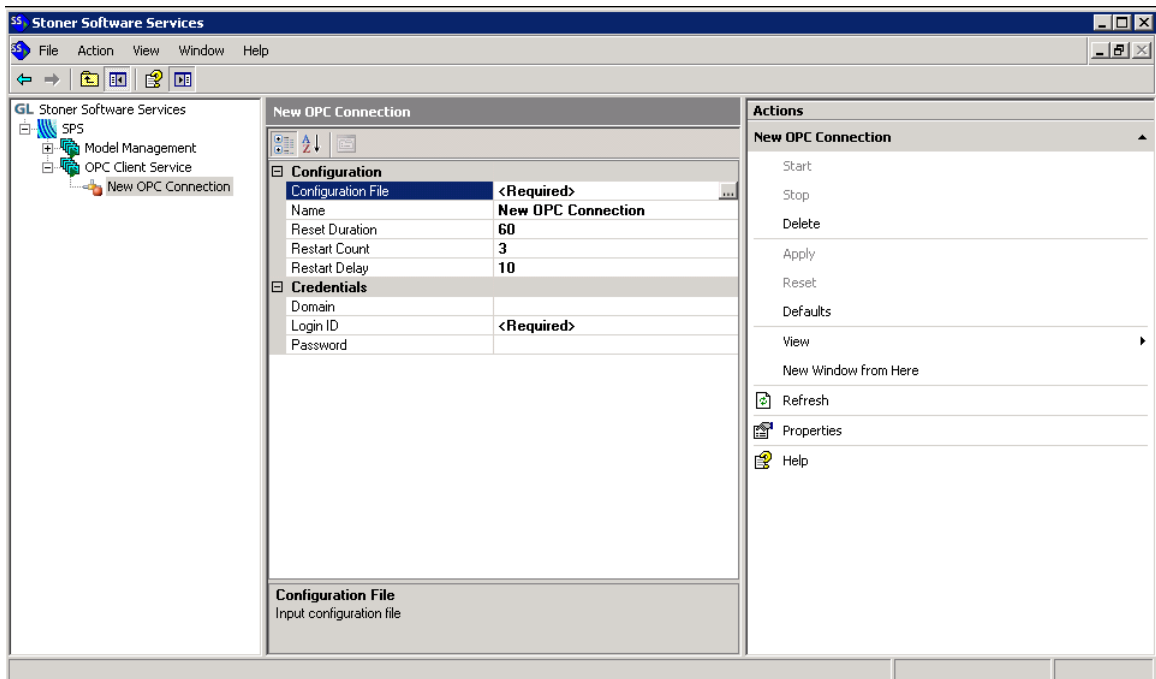 Stoner Software Services
File Action View Window Help
GL Stoner Software Services
SPS
Model Management
OPC Client Service
New OPC Connection
New OPC Connection
Configuration
Configuration File <Required> ...
Name New OPC Connection
Reset Duration 60
Restart Count 3
Restart Delay 10
Credentials
Domain
Login ID <Required>
Password
Configuration File
Input configuration file
Actions
New OPC Connection
Start
Stop
Delete
Apply
Reset
Defaults
View
New Window from Here
Refresh
Properties
Help